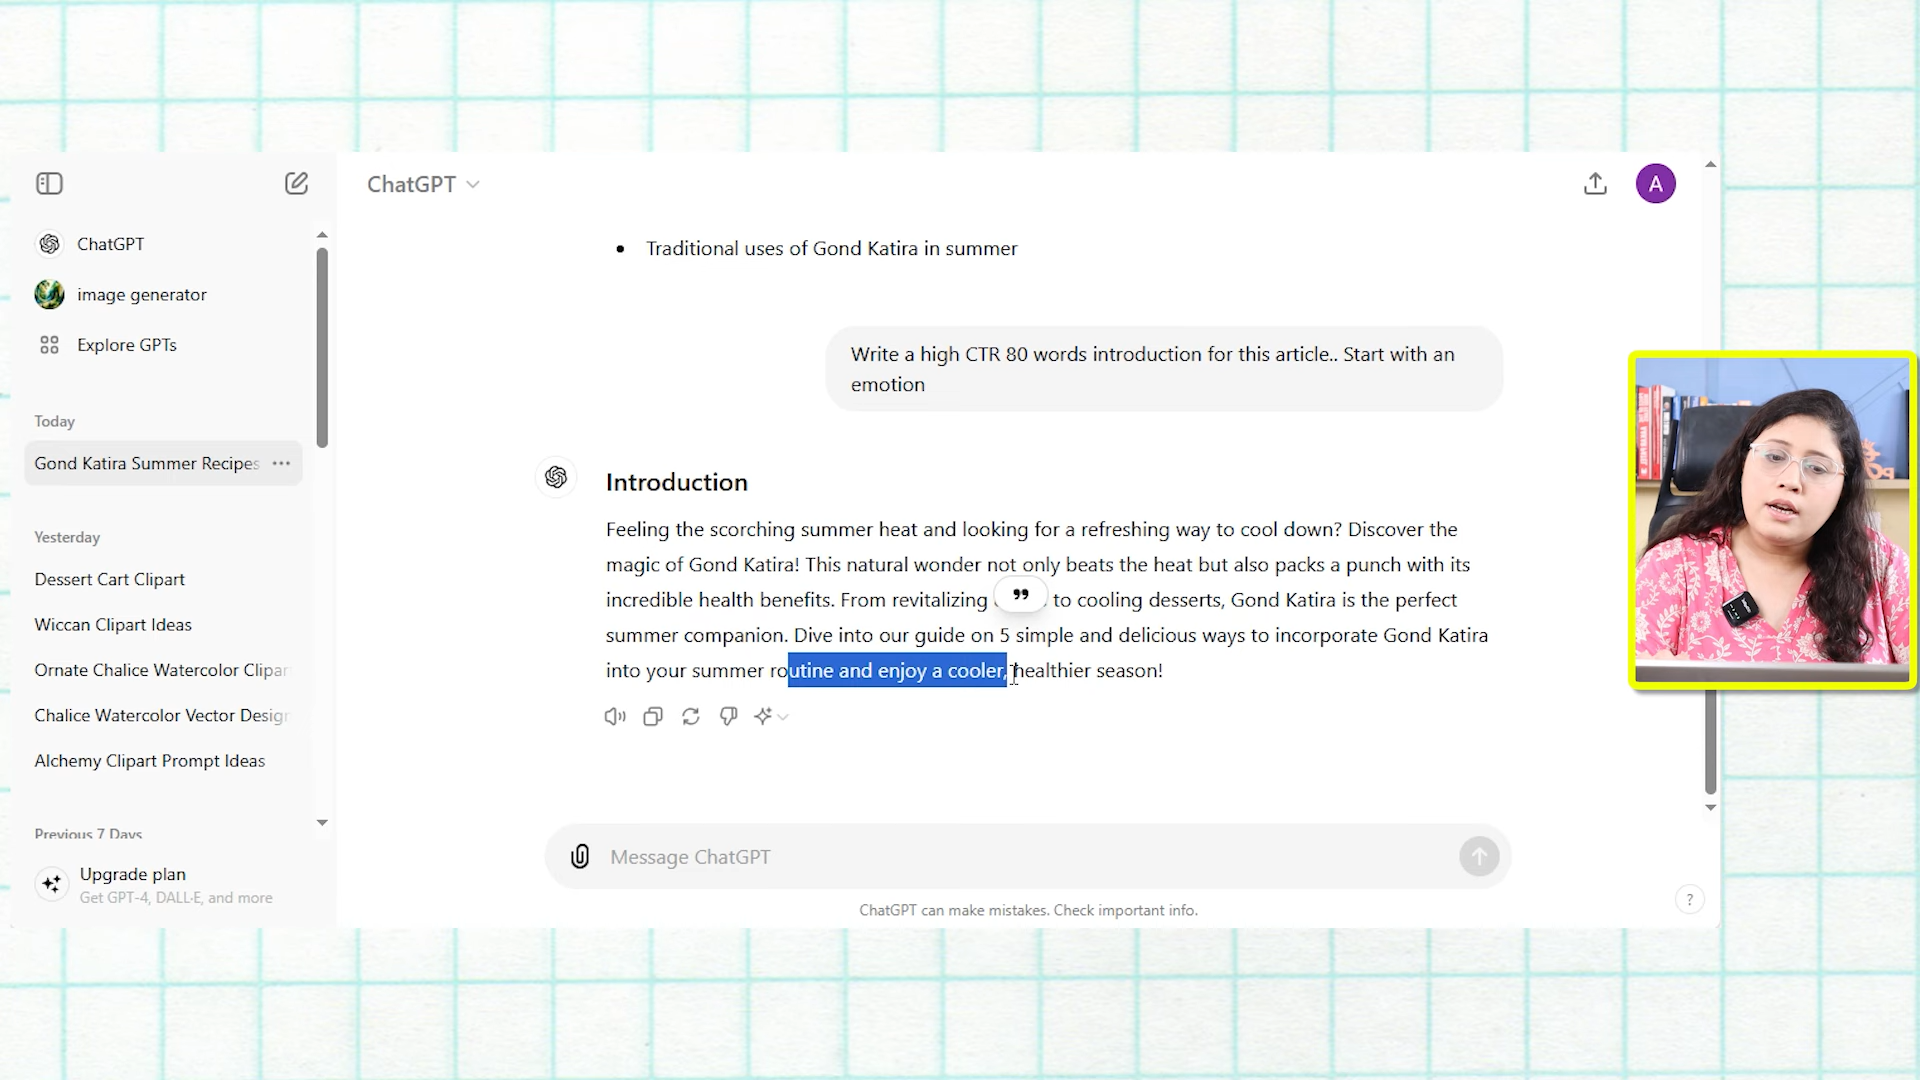 ChatGPT
A
ChatGPT
image generator
Explore GPTs
Today
Gond Katira Summer Recipes
Yesterday
Dessert Cart Clipart
Wiccan Clipart Ideas
Ornate Chalice Watercolor Clipar
Chalice Watercolor Vector Design
Alchemy Clipart Prompt Ideas
Previous 7 Days
Upgrade plan
Get GPT-4, DALL·E, and more
• Traditional uses of Gond Katira in summer
Write a high CTR 80 words introduction for this article.. Start with an
emotion
Introduction
Feeling the scorching summer heat and looking for a refreshing way to cool down? Discover the
magic of Gond Katira! This natural wonder not only beats the heat but also packs a punch with its
incredible health benefits. From revitalizing to cooling desserts, Gond Katira is the perfect
summer companion. Dive into our guide on 5 simple and delicious ways to incorporate Gond Katira
into your summer routine and enjoy a cooler, healthier season!
Message ChatGPT
ChatGPT can make mistakes. Check important info.
?